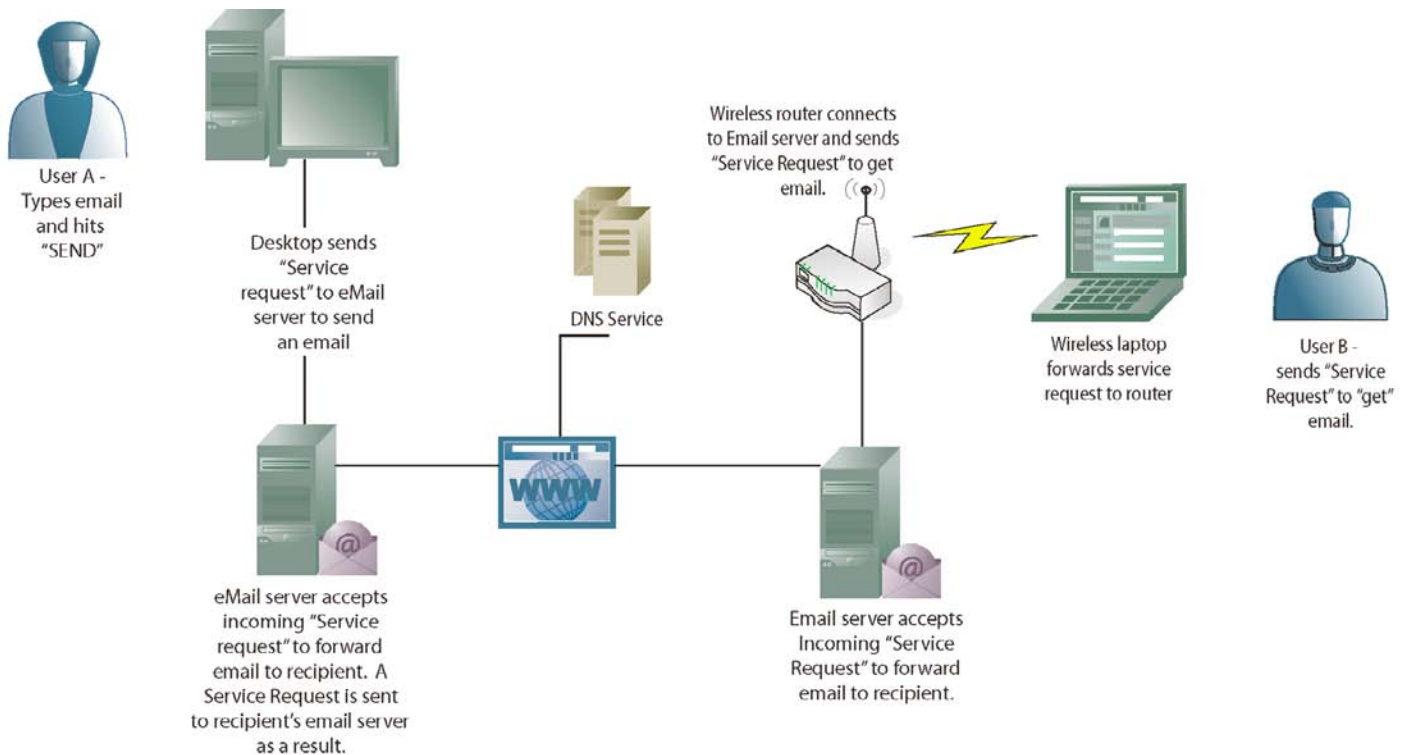 User A -
Types email
and hits
“SEND”
Desktop sends
“Service
request” to eMail
server to send
an email
DNS Service
Wireless router connects
to Email server and sends
“Service Request” to get
email.
Wireless laptop
forwards service
request to router
User B -
sends “Service
Request” to “get”
email.
www
@
eMail server accepts
incoming “Service
request” to forward
email to recipient. A
Service Request is sent
to recipient’s email server
as a result.
@
Email server accepts
Incoming “Service
Request” to forward
email to recipient.